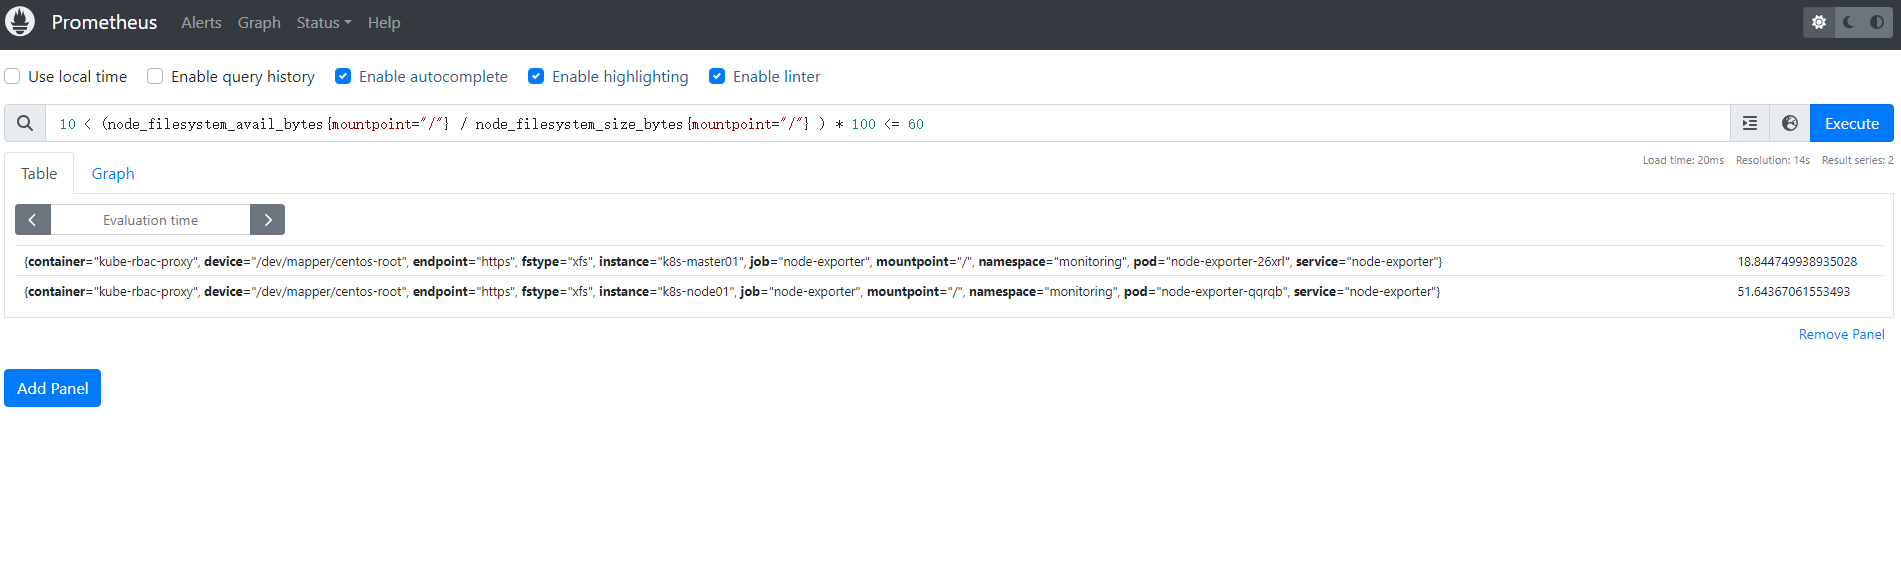 Prometheus Alerts Graph Status Help
Use local time Enable query history Enable autocomplete Enable highlighting Enable linter
10 < (node_filesystem_avail_bytes{mountpoint="/"} / node_filesystem_size_bytes{mountpoint="/"} ) * 100 <= 60 Execute
Table Graph Load time: 20ms Resolution: 14s Result series: 2
Evaluation time
{container="kube-rbac-proxy", device="/dev/mapper/centos-root", endpoint="https", fstype="xfs", instance="k8s-master01", job="node-exporter", mountpoint="/", namespace="monitoring", pod="node-exporter-26xrl", service="node-exporter"} 18.844749938935028
{container="kube-rbac-proxy", device="/dev/mapper/centos-root", endpoint="https", fstype="xfs", instance="k8s-node01", job="node-exporter", mountpoint="/", namespace="monitoring", pod="node-exporter-qqrqb", service="node-exporter"} 51.64367061553493
Remove Panel
Add Panel